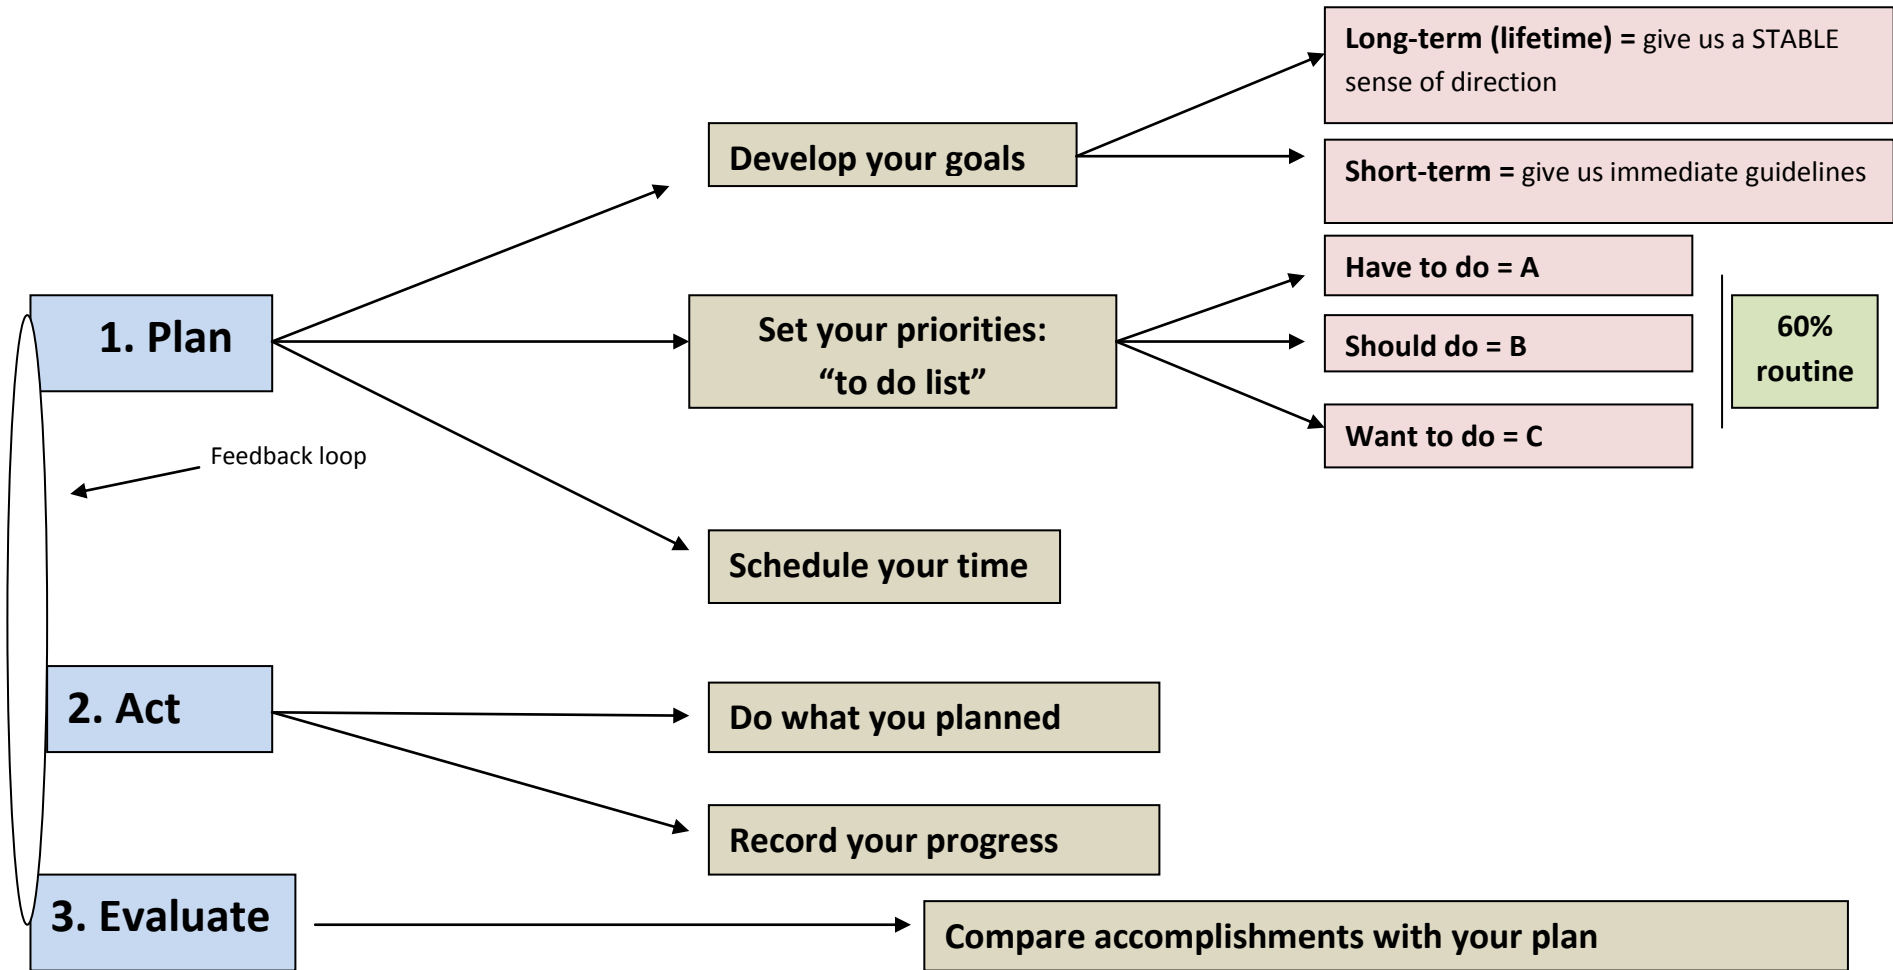 Long-term (lifetime) = give us a STABLE
sense of direction
Develop your goals
Short-term = give us immediate guidelines
Have to do = A
1. Plan
Set your priorities:
“to do list”
Should do = B
60%
routine
Want to do = C
Feedback loop
Schedule your time
2. Act
Do what you planned
Record your progress
3. Evaluate
Compare accomplishments with your plan